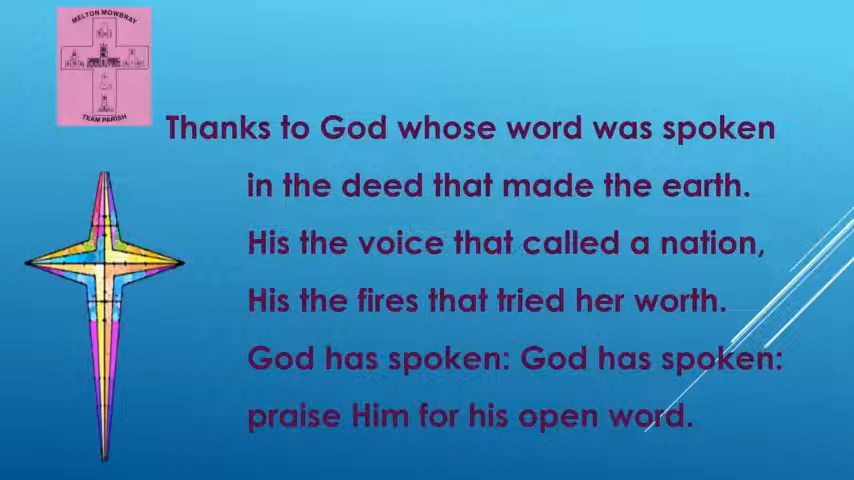 MELTON MOWBRAY
TEAM PARISH
Thanks to God whose word was spoken
in the deed that made the earth.
His the voice that called a nation,
His the fires that tried her worth.
God has spoken: God has spoken:
praise Him for his open word.